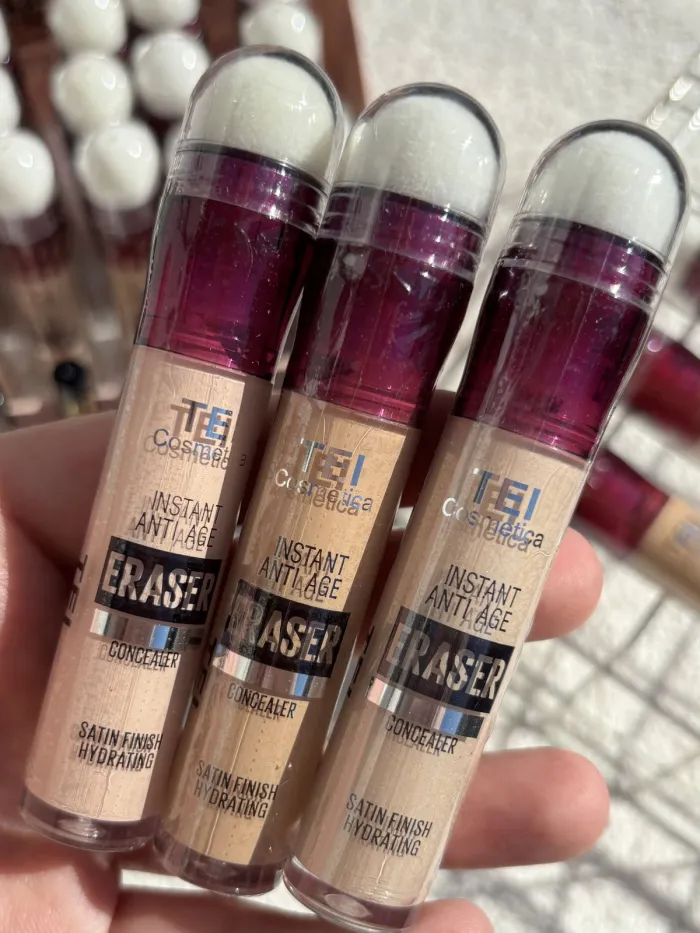 TEI
Cosmetica
INSTANT
ANTI AGE
ERASER
CONCEALER
SATIN FINISH
HYDRATING
TEI
Cosmetica
INSTANT
ANTI AGE
ERASER
CONCEALER
SATIN FINISH
HYDRATING
TEI
Cosmetica
INSTANT
ANTI AGE
ERASER
CONCEALER
SATIN FINISH
HYDRATING